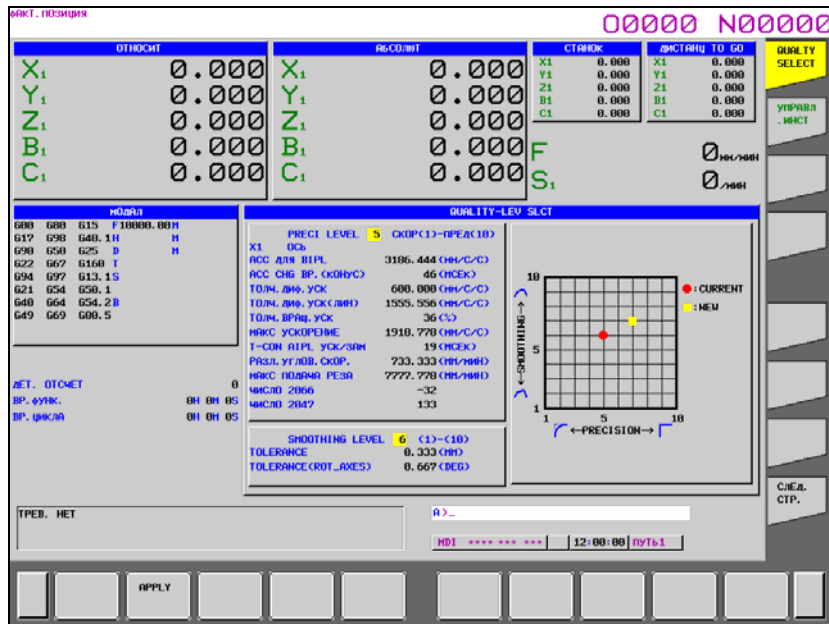 ФАКТ.ПОЗИЦИЯ
O0000 N00000
ОТНОСИТ
X1 0.000
Y1 0.000
Z1 0.000
B1 0.000
C1 0.000
АБСОЛЮТ
X1 0.000
Y1 0.000
Z1 0.000
B1 0.000
C1 0.000
СТАНОК
X1 0.000
Y1 0.000
Z1 0.000
B1 0.000
C1 0.000
ДИСТАНЦ TO GO
X1 0.000
Y1 0.000
Z1 0.000
B1 0.000
C1 0.000
F 0 ММ/МИН
S1 0 /МИН
QUALTY
SELECT
УПРАВЛ
.ИНСТ
СЛЕД.
СТР.
МОДАЛ
G00 G80 G15 F10000.00M
G17 G98 G40.1H M
G90 G50 G25 D M
G22 G67 G160 T
G94 G97 G13.1S
G21 G54 G50.1
G40 G64 G54.2B
G49 G69 G80.5
ДЕТ. ОТСЧЕТ 0
ВР.ФУНК. 0H 0M 0S
ВР.ЦИКЛА 0H 0M 0S
QUALITY-LEV SLCT
PRECI LEVEL 5 СКОР(1)-ПРЕД(10)
X1 ОСЬ
ACC ДЛЯ BIPL 3186.444(ММ/С/С)
ACC CHG ВР.(КОНУС) 46(МСЕК)
ТОЛЧ.ДИФ.УСК 600.000(ММ/С/С)
ТОЛЧ.ДИФ.УСК(ЛИН) 1555.556(ММ/С/С)
ТОЛЧ.ВРАЩ.УСК 36(%)
МАКС УСКОРЕНИЕ 1910.770(ММ/С/С)
T-CON AIPL УСК/ЗАМ 19(МСЕК)
РАЗЛ.УГЛОВ.СКОР. 733.333(ММ/МИН)
МАКС ПОДАЧА РЕЗА 7777.778(ММ/МИН)
ЧИСЛО 2066 -32
ЧИСЛО 2047 133
SMOOTHING LEVEL 6 (1)-(10)
TOLERANCE 0.333(MM)
TOLERANCE(ROT_AXES) 0.667(DEG)
10
←SMOOTHING→
5
1
1 5 10
←PRECISION→
:CURRENT
:NEW
ТРЕВ. НЕТ
A>_
MDI **** *** *** 12:00:00 ПУТЬ1
APPLY